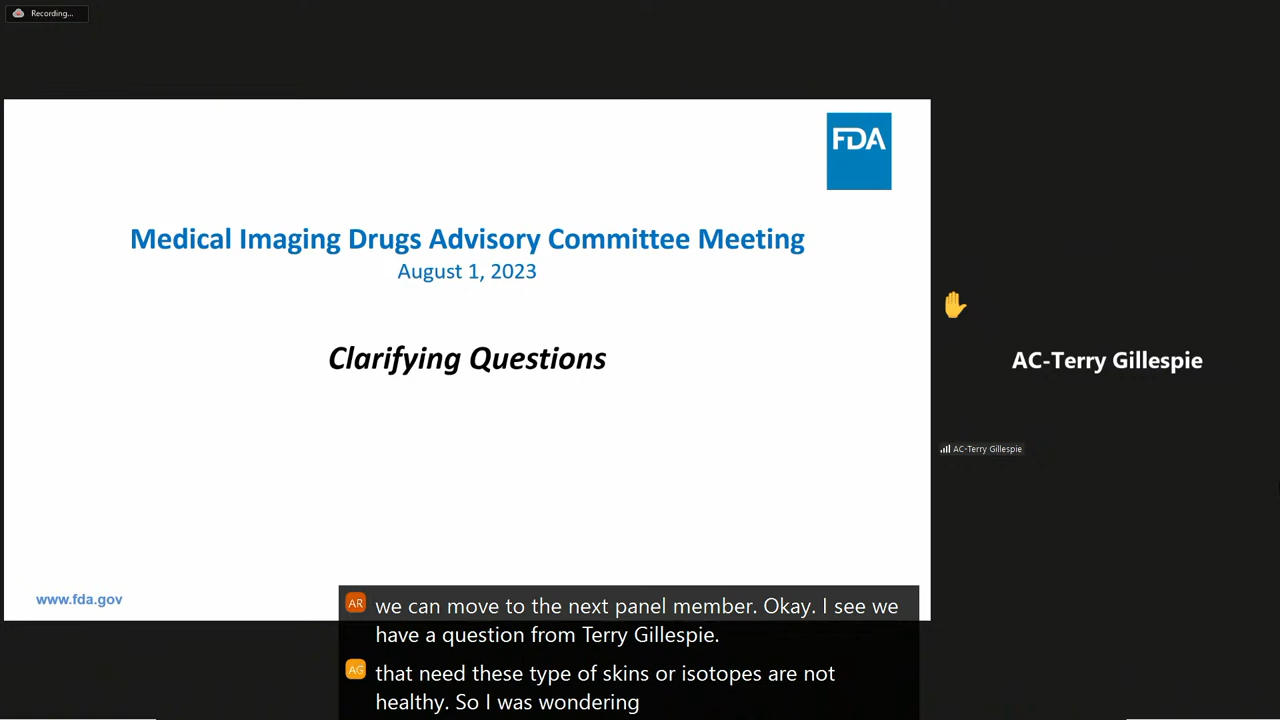 Recording...
FDA
Medical Imaging Drugs Advisory Committee Meeting
August 1, 2023
Clarifying Questions
AC-Terry Gillespie
AC-Terry Gillespie
www.fda.gov
AR we can move to the next panel member. Okay. I see we
have a question from Terry Gillespie.
AG that need these type of skins or isotopes are not
healthy. So I was wondering